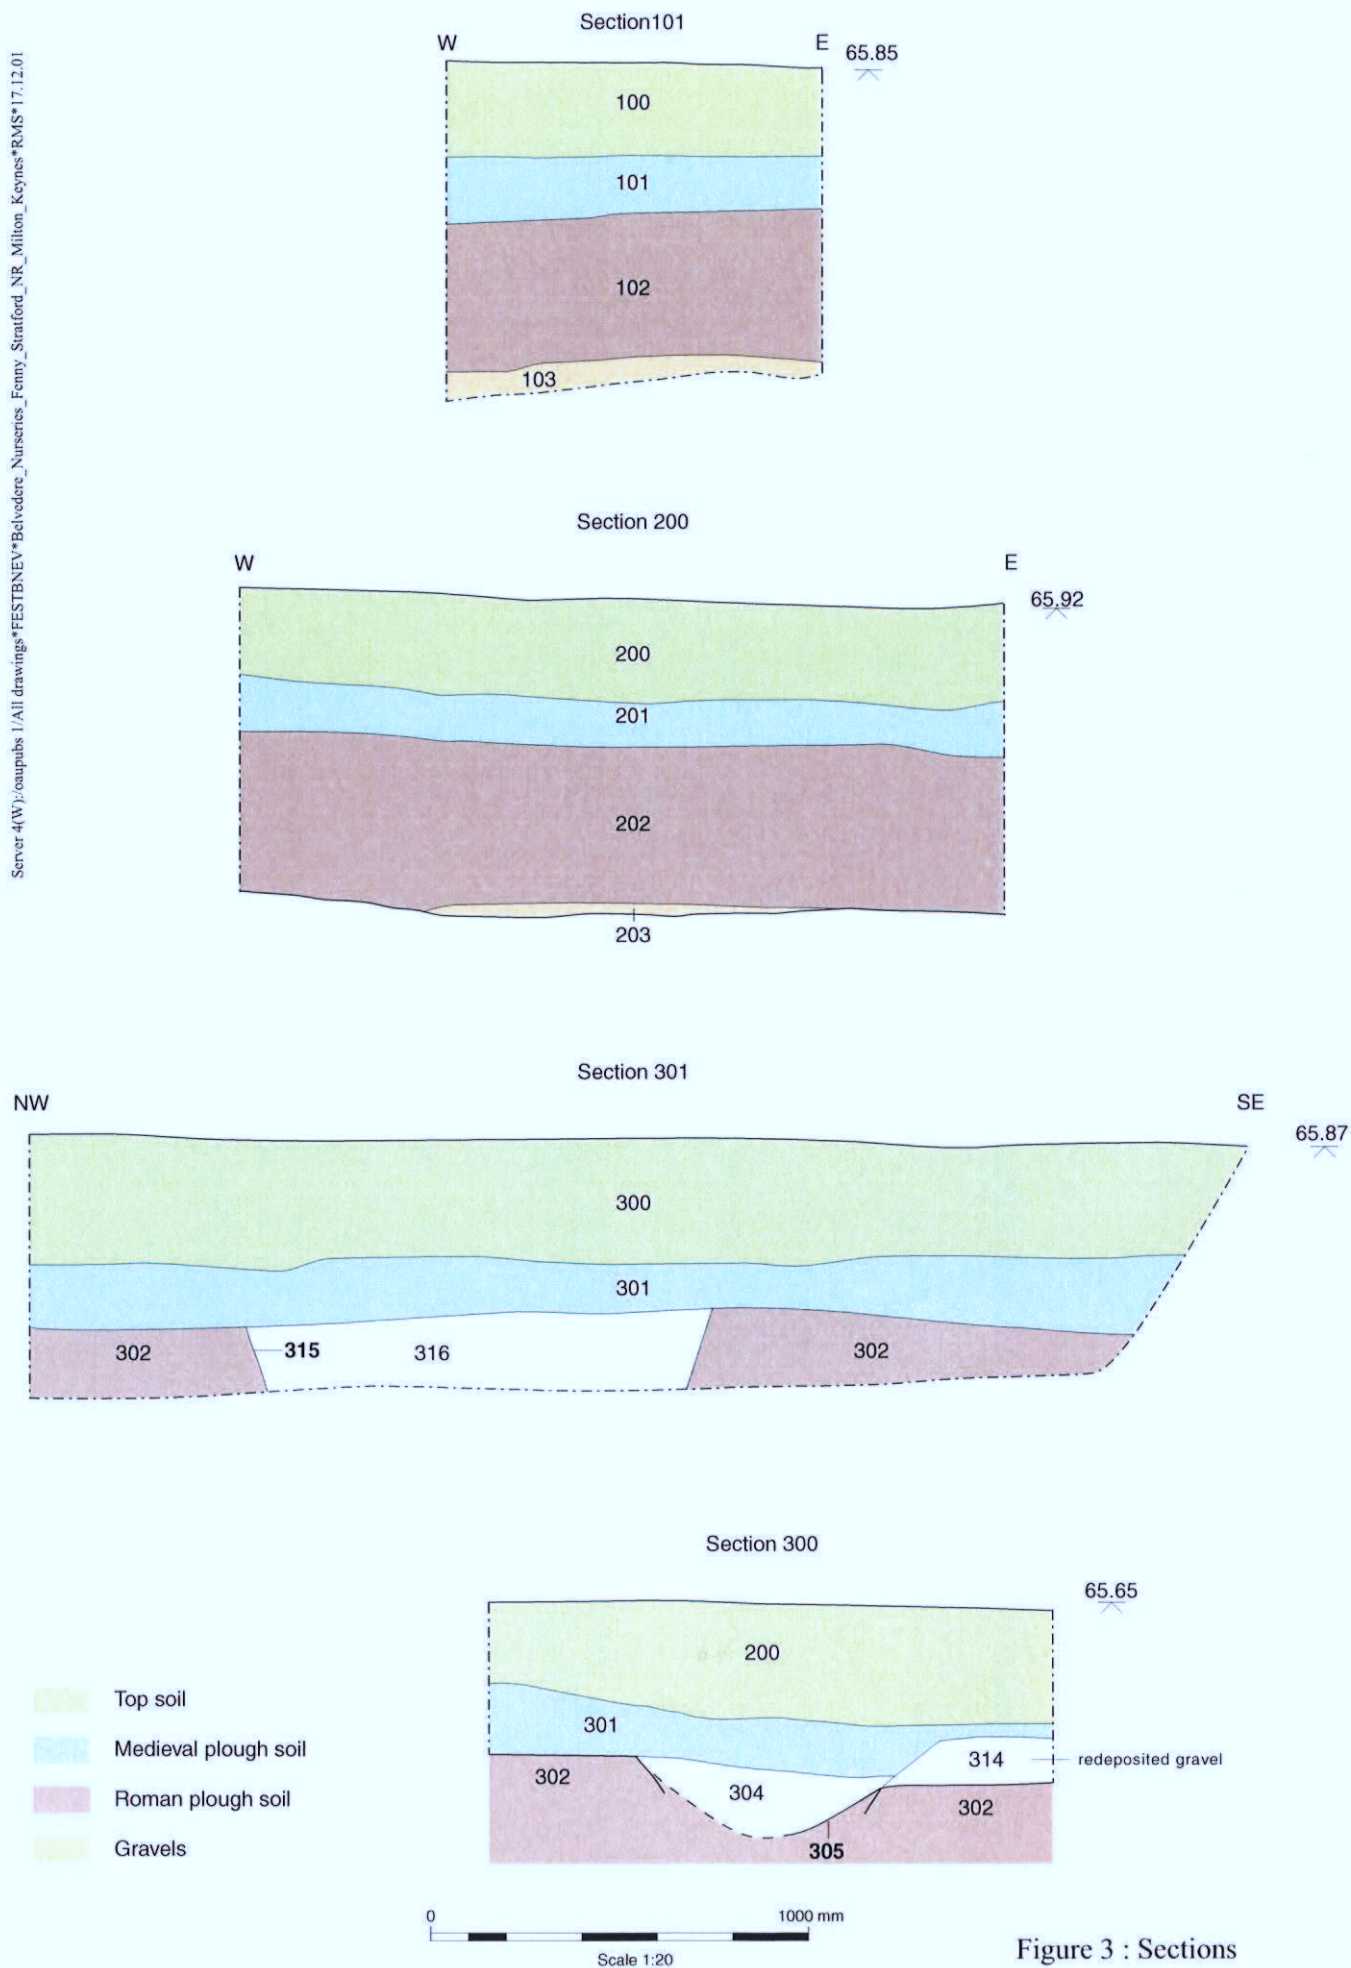 Server 4(W):/oaupubs 1/All drawings*FESTBNEV*Belvedere_Nurseries_Fenny_Stratford_NR_Milton_Keynes*RMS*17.12.01
Section101
W E 65.85
100
101
102
103
Section 200
W E
65.92
200
201
202
203
Section 301
NW SE
65.87
300
301
302 315 316 302
Section 300
65.65
200
301
302 304 314 redeposited gravel
302
305
Top soil
Medieval plough soil
Roman plough soil
Gravels
0 1000 mm
Scale 1:20
Figure 3 : Sections